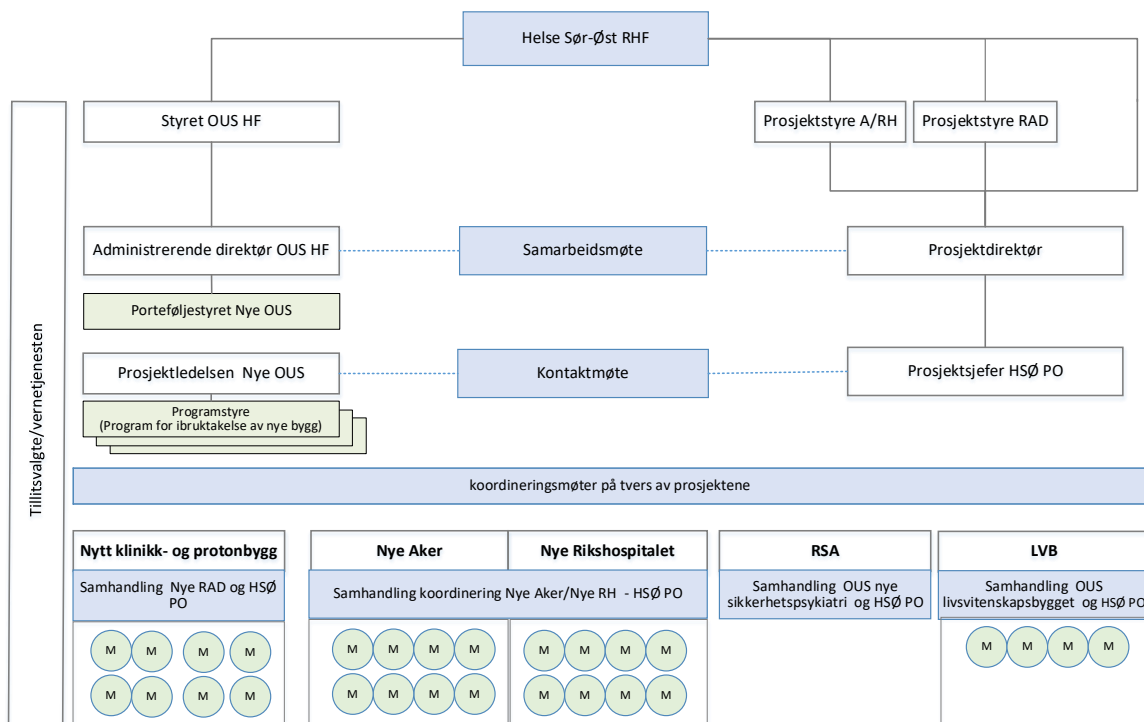 Helse Sør-Øst RHF
Tillitsvalgte/vernetjenesten
Styret OUS HF
Prosjektstyre A/RH
Prosjektstyre RAD
Administrerende direktør OUS HF
Samarbeidsmøte
Prosjektdirektør
Porteføljestyret Nye OUS
Prosjektledelsen Nye OUS
Kontaktmøte
Prosjektsjefer HSØ PO
Programstyre
(Program for ibruktakelse av nye bygg)
koordineringsmøter på tvers av prosjektene
Nytt klinikk- og protonbygg
Samhandling Nye RAD og HSØ
PO
M M M M
M M M M
Nye Aker
Nye Rikshospitalet
Samhandling koordinering Nye Aker/Nye RH - HSØ PO
M M M M
M M M M
M M M M
M M M M
RSA
Samhandling OUS nye
sikkerhetspsykiatri og HSØ PO
LVB
Samhandling OUS
livsvitenskapsbygget og HSØ PO
M M M M